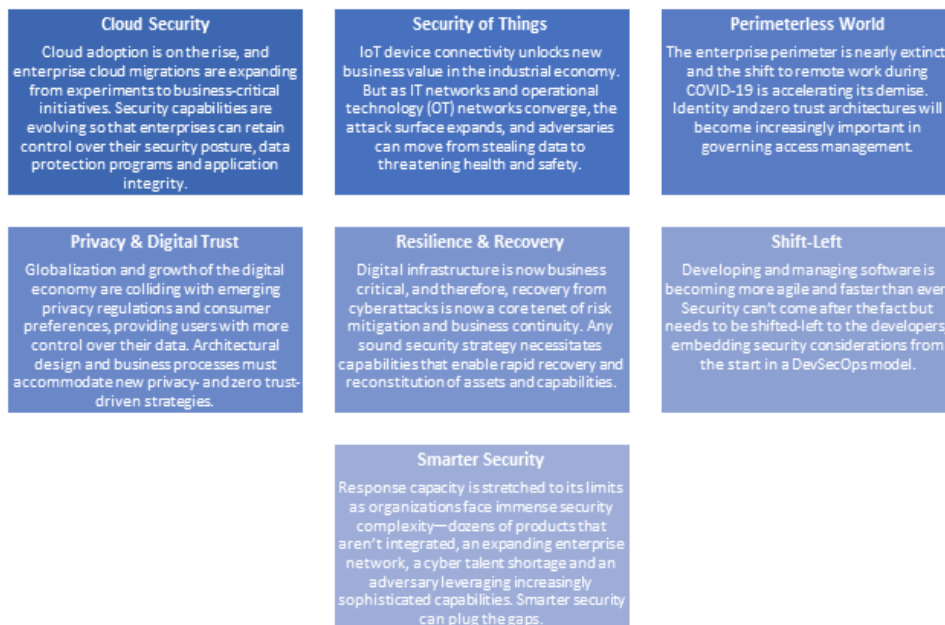 Cloud Security
Cloud adoption is on the rise, and
enterprise cloud migrations are expanding
from experiments to business-critical
initiatives. Security capabilities are
evolving so that enterprises can retain
control over their security posture, data
protection programs and application
integrity.
Security of Things
IoT device connectivity unlocks new
business value in the industrial economy.
But as IT networks and operational
technology (OT) networks converge, the
attack surface expands, and adversaries
can move from stealing data to
threatening health and safety.
Perimeterless World
The enterprise perimeter is nearly extinct
and the shift to remote work during
COVID-19 is accelerating its demise.
Identity and zero trust architectures will
become increasingly important in
governing access management.
Privacy & Digital Trust
Globalization and growth of the digital
economy are colliding with emerging
privacy regulations and consumer
preferences, providing users with more
control over their data. Architectural
design and business processes must
accommodate new privacy- and zero trust-
driven strategies.
Resilience & Recovery
Digital infrastructure is now business
critical, and therefore, recovery from
cyberattacks is now a core tenet of risk
mitigation and business continuity. Any
sound security strategy necessitates
capabilities that enable rapid recovery and
reconstitution of assets and capabilities.
Shift-Left
Developing and managing software is
becoming more agile and faster than ever
Security can't come after the fact but
needs to be shifted-left to the developers,
embedding security considerations from
the start in a DevSecOps model.
Smarter Security
Response capacity is stretched to its limits
as organizations face immense security
complexity—dozens of products that
aren't integrated, an expanding enterprise
network, a cyber talent shortage and an
adversary leveraging increasingly
sophisticated capabilities. Smarter security
can plug the gaps.